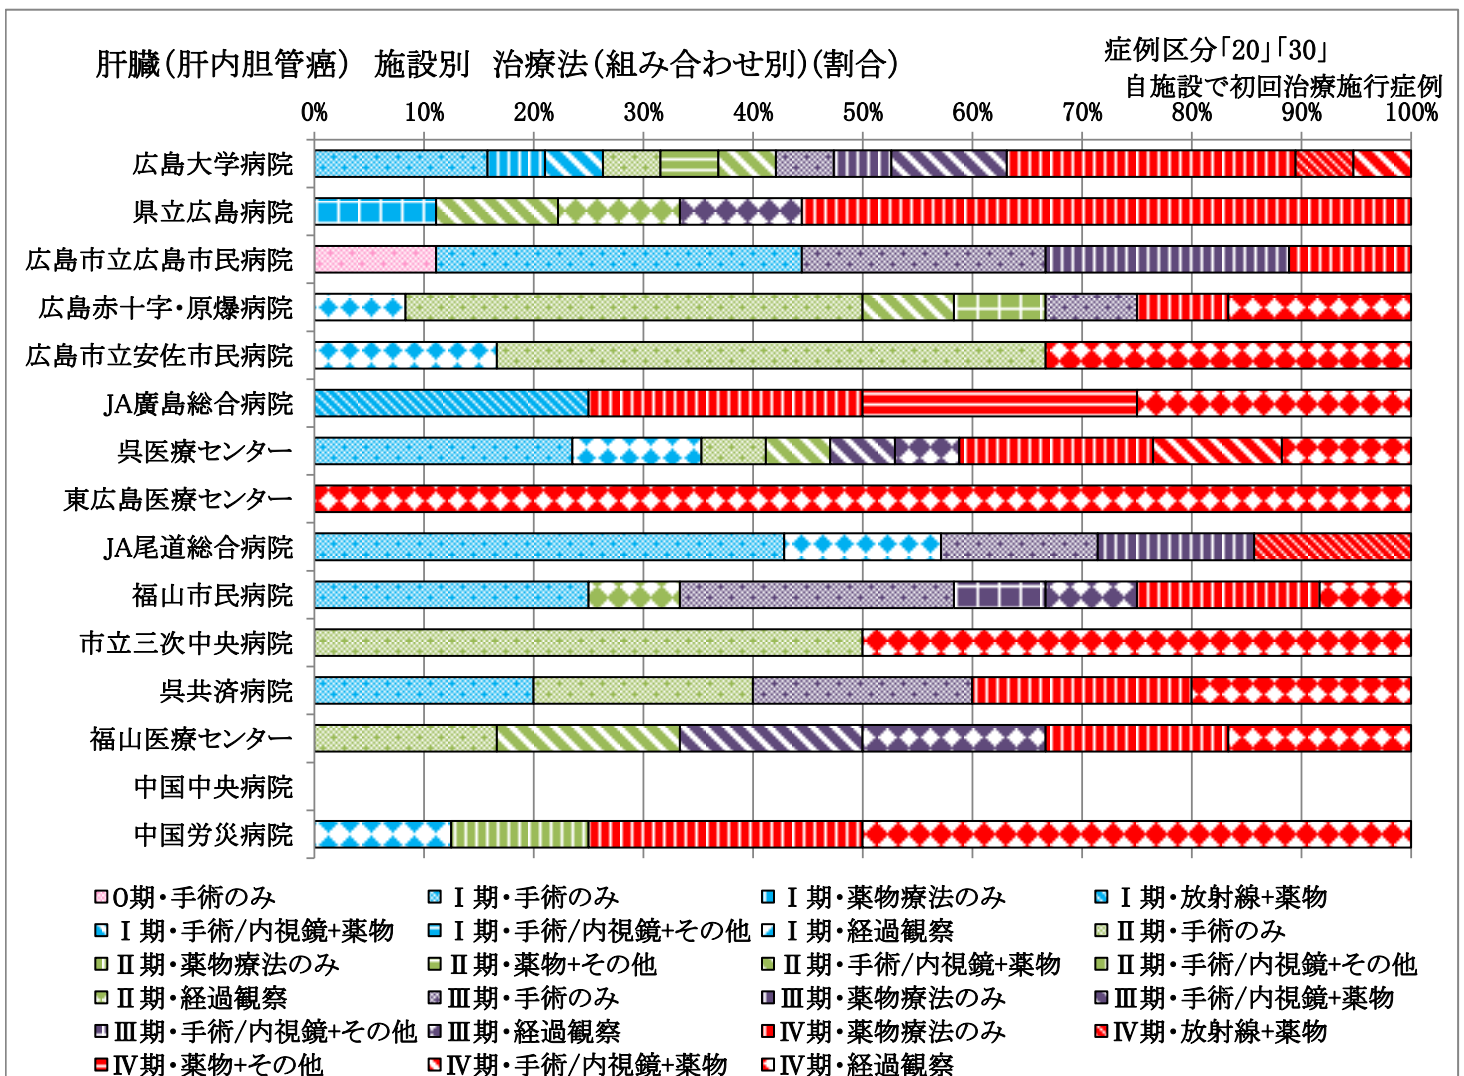 肝臓（肝内胆管癌） 施設別 治療法（組み合わせ別）（割合）
症例区分「20」「30」
自施設で初回治療施行症例
0% 10% 20% 30% 40% 50% 60% 70% 80% 90% 100%
広島大学病院
県立広島病院
広島市立広島市民病院
広島赤十字・原爆病院
広島市立安佐市民病院
JA廣島総合病院
呉医療センター
東広島医療センター
JA尾道総合病院
福山市民病院
市立三次中央病院
呉共済病院
福山医療センター
中国中央病院
中国労災病院
0期・手術のみ Ⅰ期・手術のみ Ⅰ期・薬物療法のみ Ⅰ期・放射線+薬物
Ⅰ期・手術/内視鏡+薬物 Ⅰ期・手術/内視鏡+その他 Ⅰ期・経過観察 Ⅱ期・手術のみ
Ⅱ期・薬物療法のみ Ⅱ期・薬物+その他 Ⅱ期・手術/内視鏡+薬物 Ⅱ期・手術/内視鏡+その他
Ⅱ期・経過観察 Ⅲ期・手術のみ Ⅲ期・薬物療法のみ Ⅲ期・手術/内視鏡+薬物
Ⅲ期・手術/内視鏡+その他 Ⅲ期・経過観察 Ⅳ期・薬物療法のみ Ⅳ期・放射線+薬物
Ⅳ期・薬物+その他 Ⅳ期・手術/内視鏡+薬物 Ⅳ期・経過観察